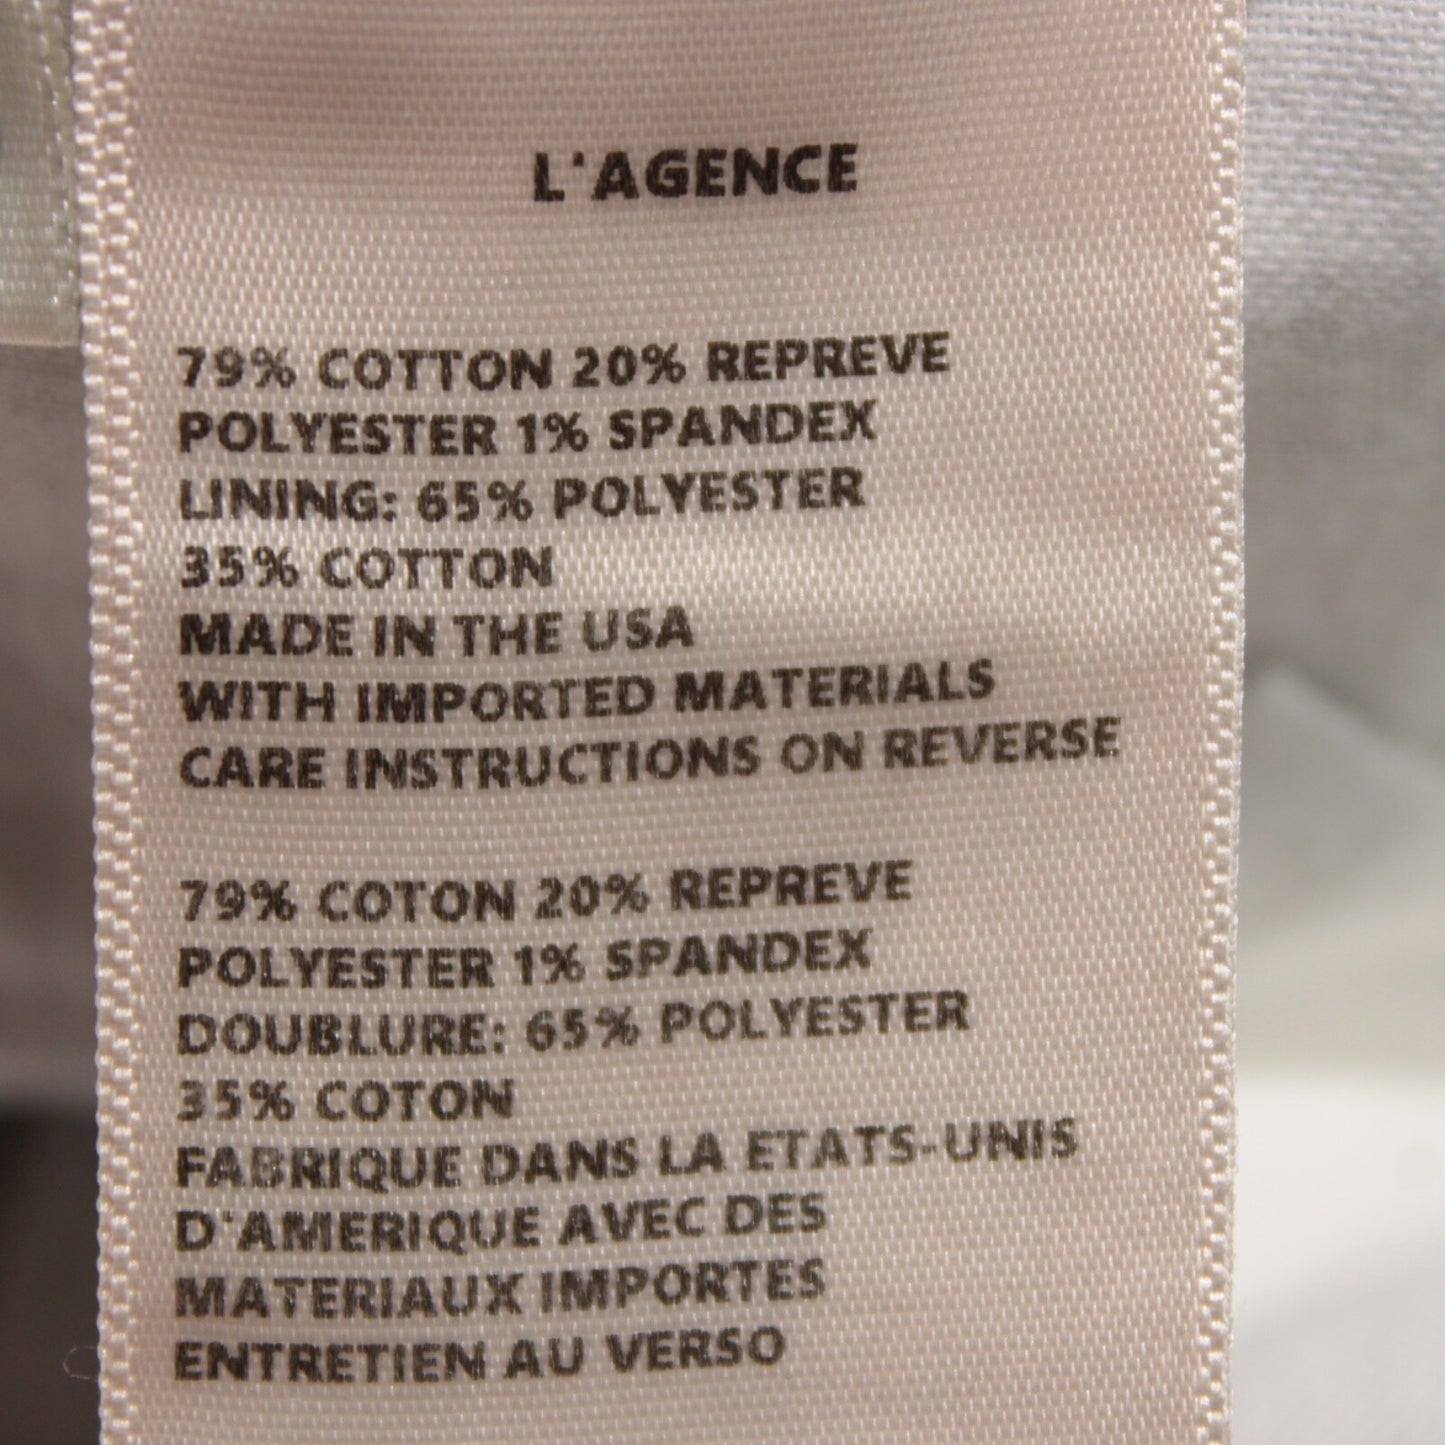 L'AGENCE
79% COTTON 20% REPREVE
POLYESTER 1% SPANDEX
LINING: 65% POLYESTER
35% COTTON
MADE IN THE USA
WITH IMPORTED MATERIALS
CARE INSTRUCTIONS ON REVERSE
79% COTON 20% REPREVE
POLYESTER 1% SPANDEX
DOUBLURE: 65% POLYESTER
35% COTON
FABRIQUE DANS LA ETATS-UNIS
D'AMERIQUE AVEC DES
MATERIAUX IMPORTES
ENTRETIEN AU VERSO